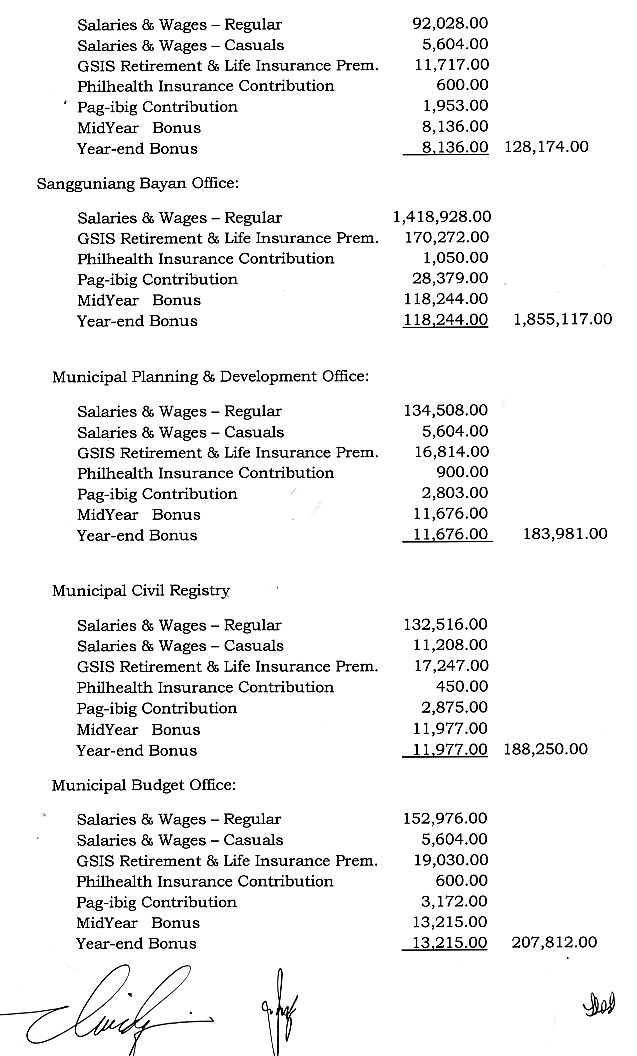 Salaries & Wages – Regular 92,028.00
Salaries & Wages – Casuals 5,604.00
GSIS Retirement & Life Insurance Prem. 11,717.00
Philhealth Insurance Contribution 600.00
Pag-ibig Contribution 1,953.00
MidYear Bonus 8,136.00
Year-end Bonus 8,136.00 128,174.00
Sangguniang Bayan Office:
Salaries & Wages – Regular 1,418,928.00
GSIS Retirement & Life Insurance Prem. 170,272.00
Philhealth Insurance Contribution 1,050.00
Pag-ibig Contribution 28,379.00
MidYear Bonus 118,244.00
Year-end Bonus 118,244.00 1,855,117.00
Municipal Planning & Development Office:
Salaries & Wages – Regular 134,508.00
Salaries & Wages – Casuals 5,604.00
GSIS Retirement & Life Insurance Prem. 16,814.00
Philhealth Insurance Contribution 900.00
Pag-ibig Contribution 2,803.00
MidYear Bonus 11,676.00
Year-end Bonus 11,676.00 183,981.00
Municipal Civil Registry
Salaries & Wages – Regular 132,516.00
Salaries & Wages – Casuals 11,208.00
GSIS Retirement & Life Insurance Prem. 17,247.00
Philhealth Insurance Contribution 450.00
Pag-ibig Contribution 2,875.00
MidYear Bonus 11,977.00
Year-end Bonus 11,977.00 188,250.00
Municipal Budget Office:
Salaries & Wages – Regular 152,976.00
Salaries & Wages – Casuals 5,604.00
GSIS Retirement & Life Insurance Prem. 19,030.00
Philhealth Insurance Contribution 600.00
Pag-ibig Contribution 3,172.00
MidYear Bonus 13,215.00
Year-end Bonus 13,215.00 207,812.00